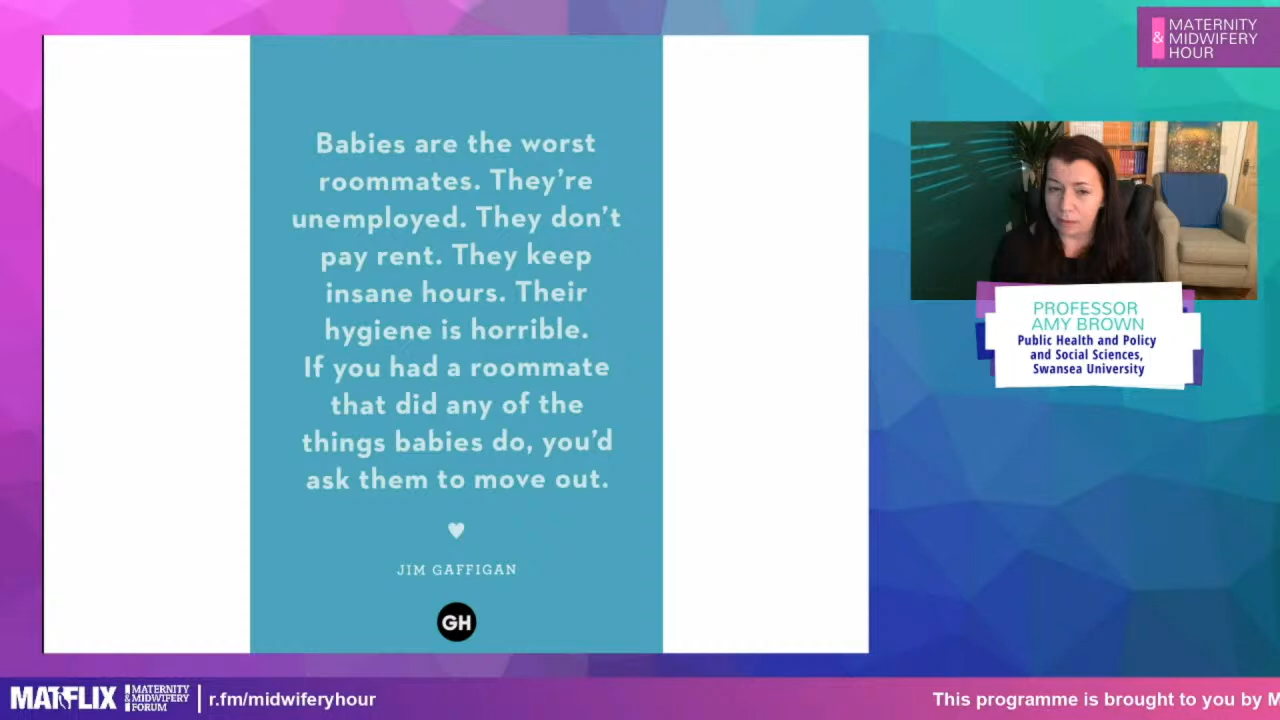 Babies are the worst
roommates. They're
unemployed. They don't
pay rent. They keep
insane hours. Their
hygiene is horrible.
If you had a roommate
that did any of the
things babies do, you'd
ask them to move out.
JIM GAFFIGAN
GH
&
MATERNITY
MIDWIFERY
HOUR
PROFESSOR
AMY BROWN
Public Health and Policy
and Social Sciences,
Swansea University
MATFLIX
MATERNITY
& MIDWIFERY
FORUM
r.fm/midwiferyhour
This programme is brought to you by M